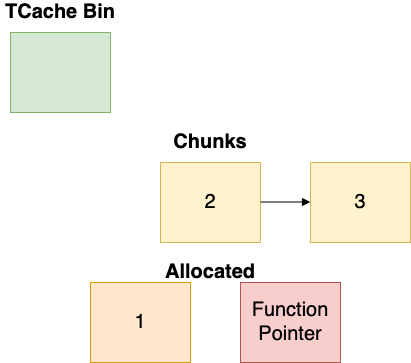 TCache Bin
Chunks
2
3
Allocated
1
Function
Pointer